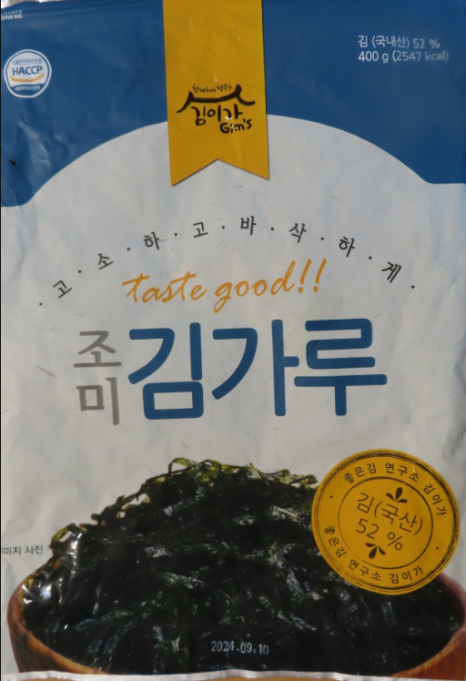 HACCP
김 (국내산) 52 %
400 g (2547 kcal)
김이가
Gim's
·고·소·하·고·바·삭·하·게·
taste good!!
조미
김가루
좋은김 연구소 김이가
김(국산)
52 %
좋은김 연구소 김이가
미지 사진
2024.09.10